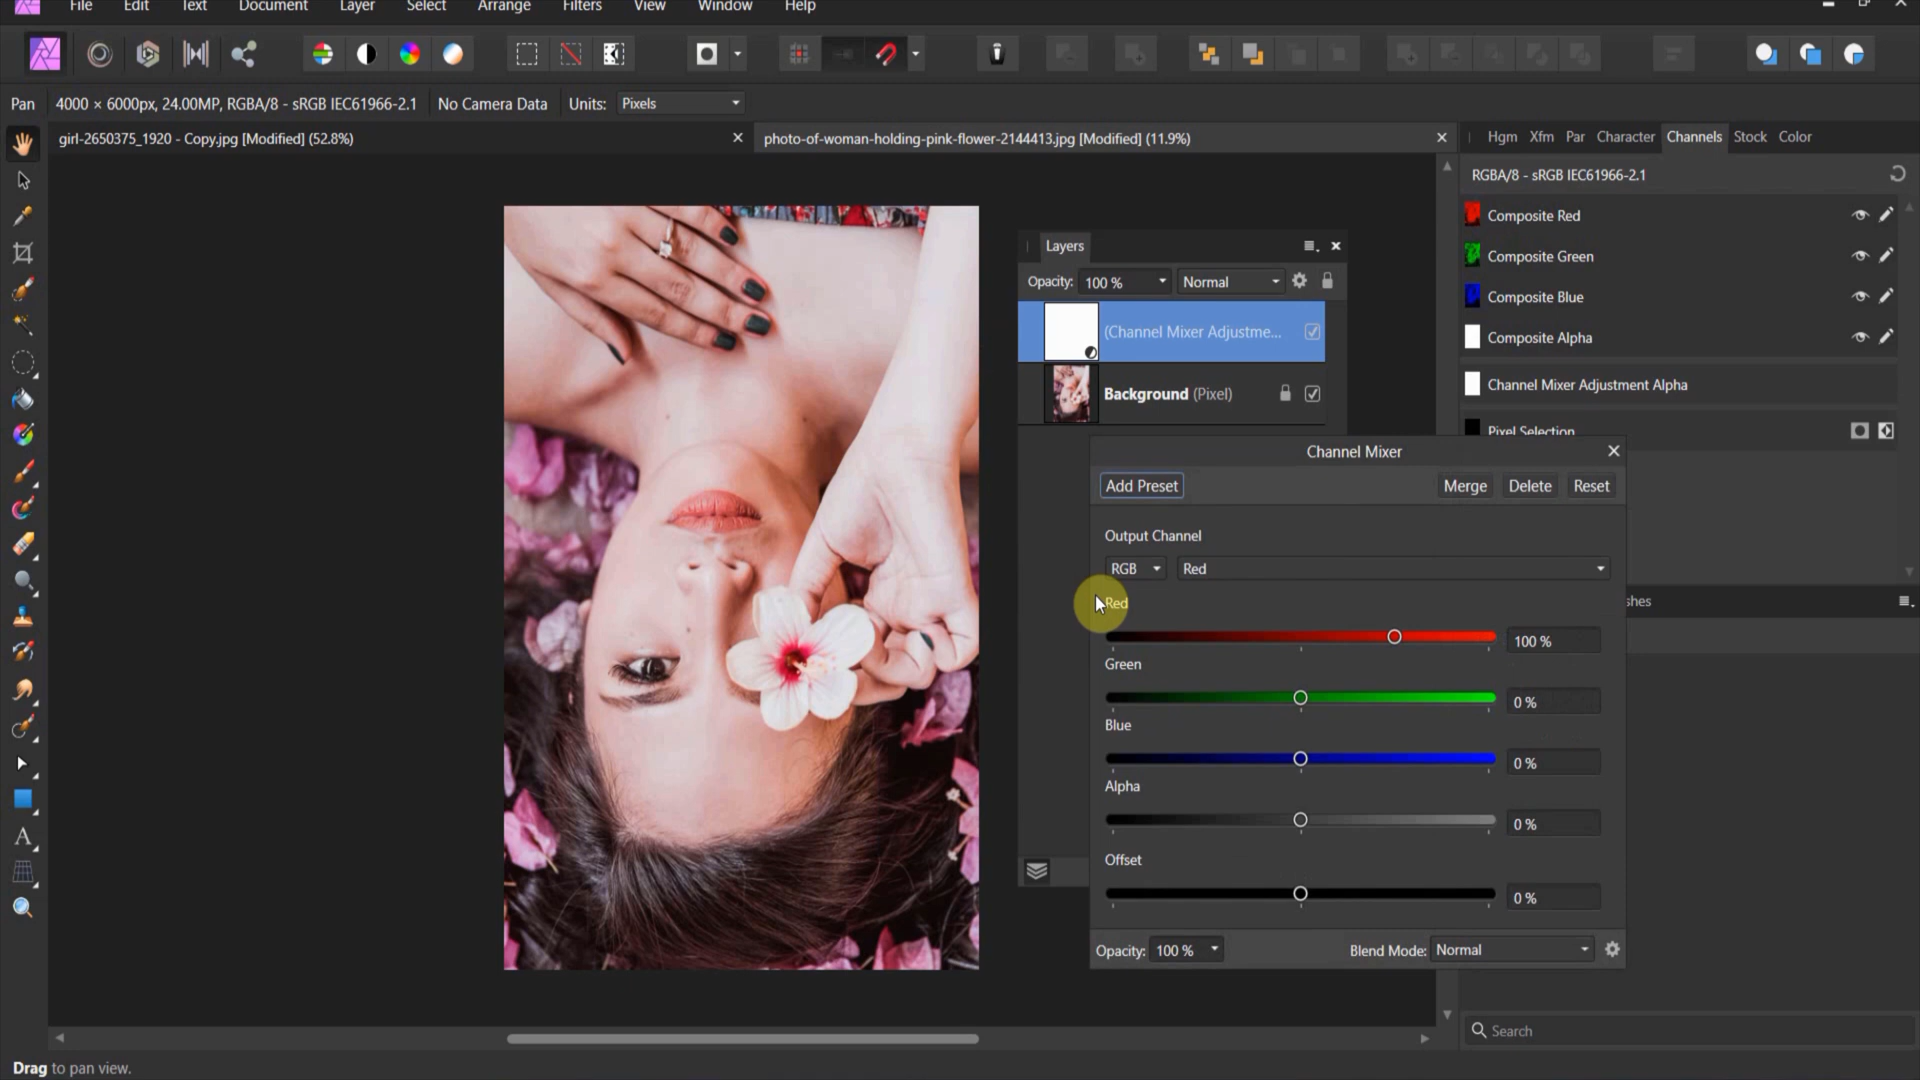 File Edit Text Document Layer Select Arrange Filters View Window Help
Pan 4000 × 6000px, 24.00MP, RGBA/8 - sRGB IEC61966-2.1 No Camera Data Units: Pixels
girl-2650375_1920 - Copy.jpg [Modified] (52.8%) photo-of-woman-holding-pink-flower-2144413.jpg [Modified] (11.9%)
Hgm Xfm Par Character Channels Stock Color
RGBA/8 - sRGB IEC61966-2.1
Composite Red
Composite Green
Composite Blue
Composite Alpha
Channel Mixer Adjustment Alpha
Pixel Selection
Layers
Opacity: 100 % Normal
(Channel Mixer Adjustme...
Background (Pixel)
Channel Mixer
Add Preset Merge Delete Reset
Output Channel
RGB Red
Red
100 %
Green
0 %
Blue
0 %
Alpha
0 %
Offset
0 %
Opacity: 100 % Blend Mode: Normal
shes
Search
Drag to pan view.